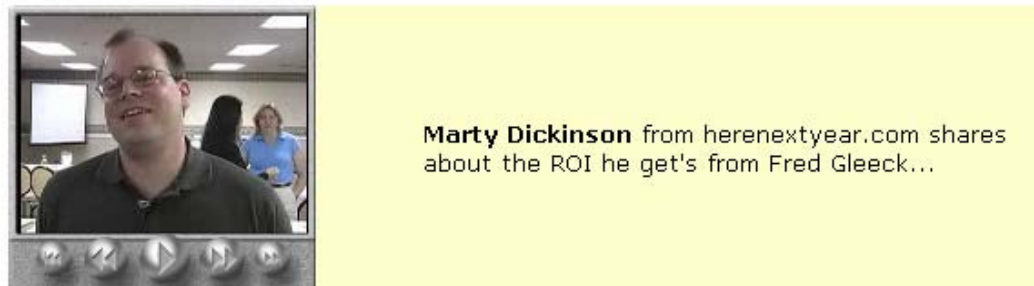 Marty Dickinson from herenextyear.com shares
about the ROI he get's from Fred Gleeck...